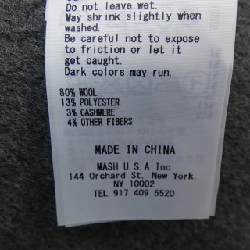 Do not leave wet.
May shrink slightly when
washed.
Be careful not to expose
to friction or let it
get caught.
Dark colors may run.
80% WOOL
13% POLYESTER
3% CASHMERE
4% OTHER FIBERS
MADE IN CHINA
MASH U S A Inc
144 Orchard St, New York,
NY 10002
TEL 917 409 5520